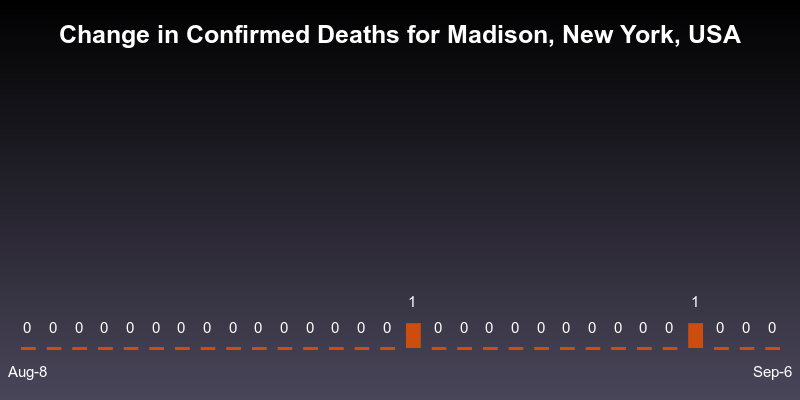 Change in Confirmed Deaths for Madison, New York, USA
1 1
0 0 0 0 0 0 0 0 0 0 0 0 0 0 0 0 0 0 0 0 0 0 0 0 0 0 0 0
Aug-8 Sep-6